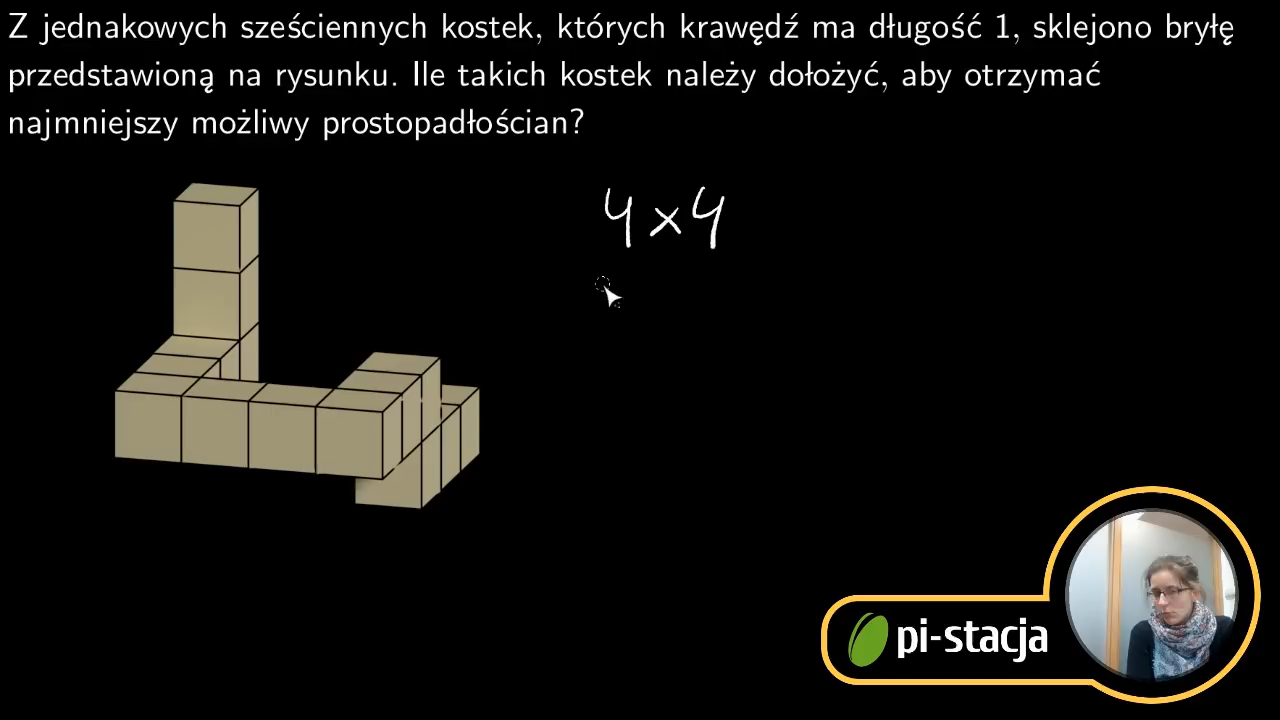 Z jednakowych sześciennych kostek, których krawędź ma długość 1, sklejono bryłę
przedstawioną na rysunku. Ile takich kostek należy dołożyć, aby otrzymać
najmniejszy możliwy prostopadłościan?
4 x 4
pi-stacja